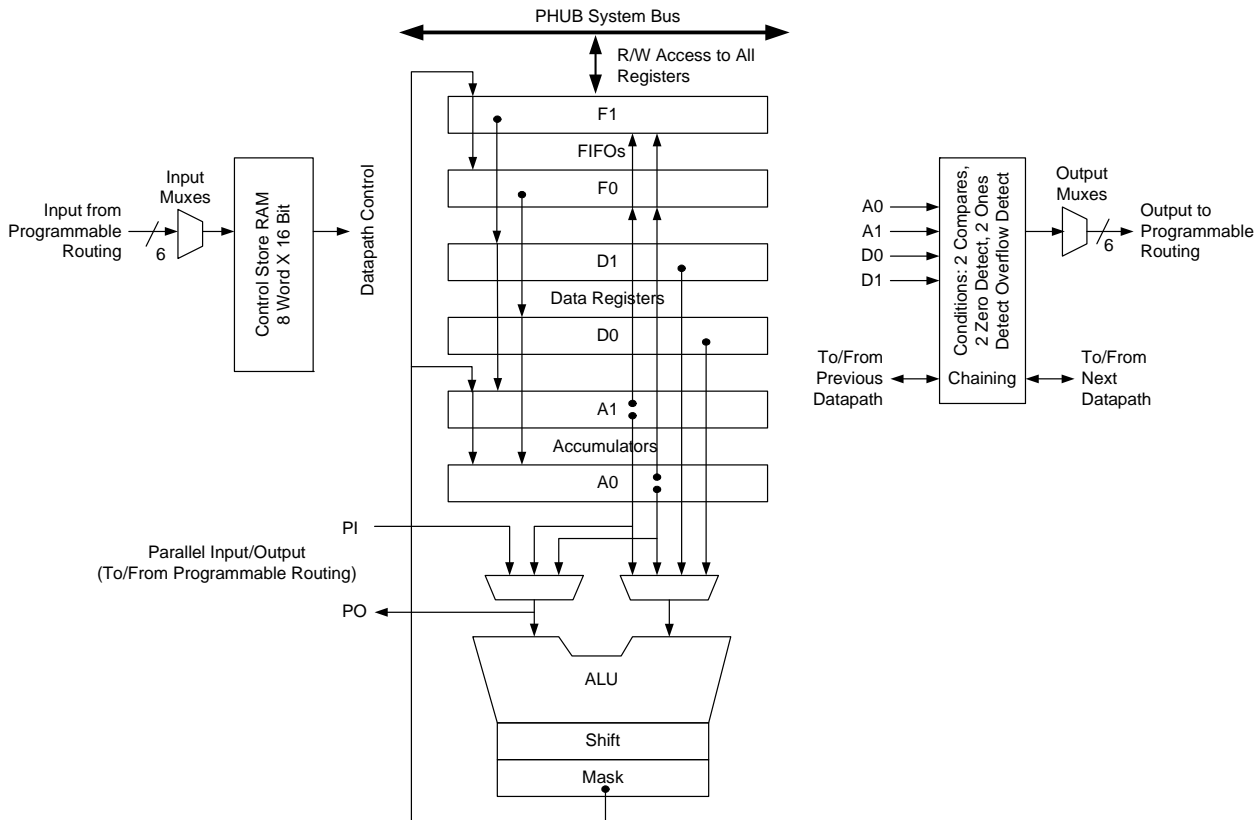 PHUB System Bus
R/W Access to All
Registers
F1
FIFOs
F0
D1
Data Registers
D0
A1
Accumulators
A0
Input from
Programmable
Routing
6
Input
Muxes
Control Store RAM
8 Word X 16 Bit
Datapath Control
A0
A1
D0
D1
Conditions: 2 Compares,
2 Zero Detect, 2 Ones
Detect Overflow Detect
Output
Muxes
6
Output to
Programmable
Routing
To/From
Previous
Datapath
Chaining
To/From
Next
Datapath
PI
Parallel Input/Output
(To/From Programmable Routing)
PO
ALU
Shift
Mask